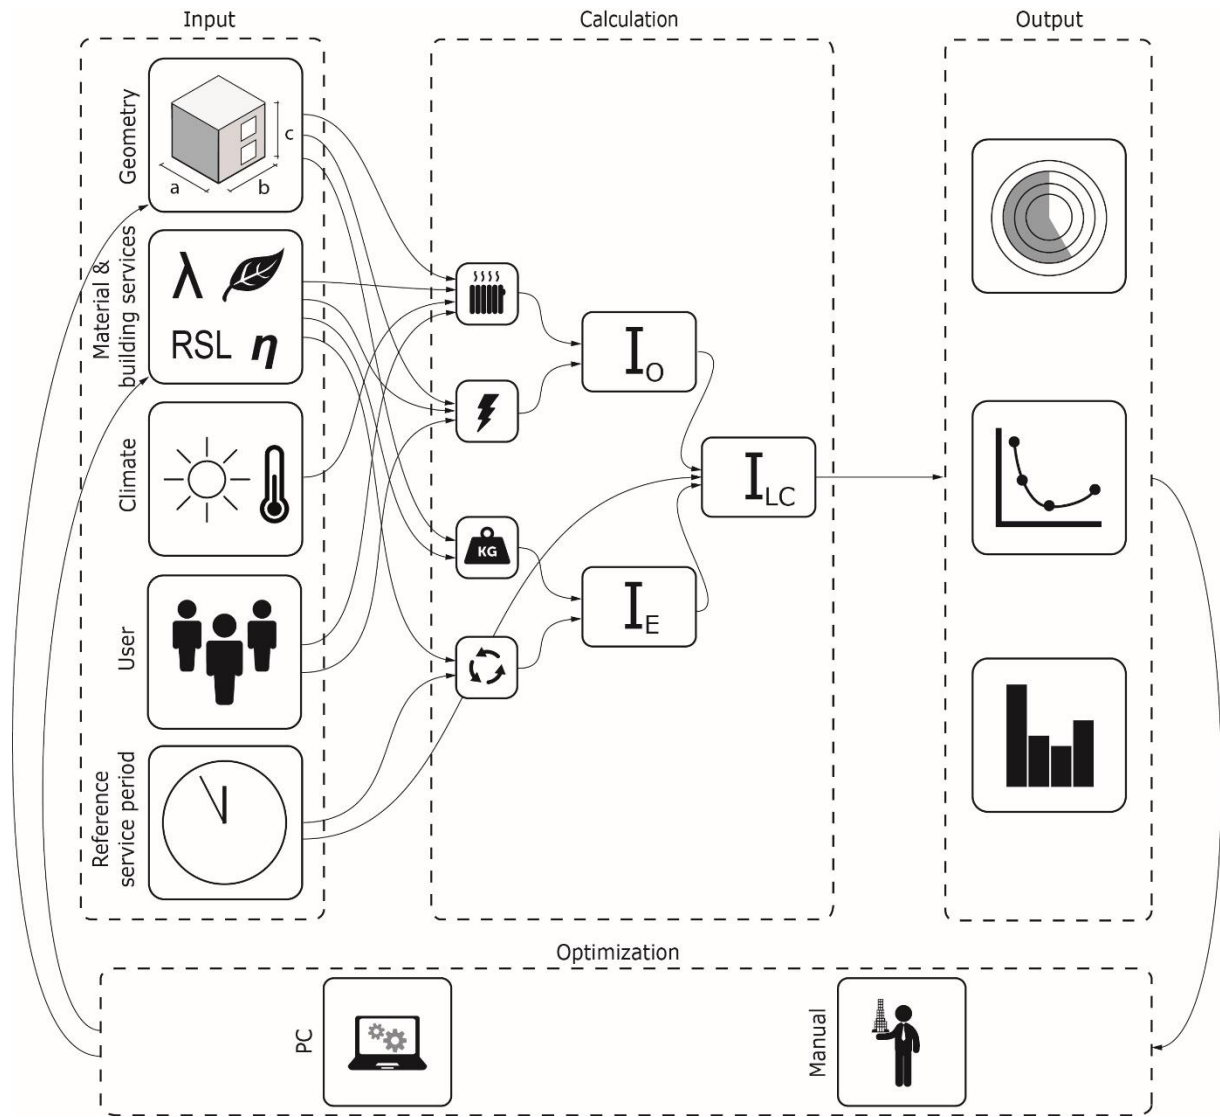 Input
Calculation
Output
Geometry
a
b
c
Material &
building services
λ
RSL η
Climate
User
Reference
service period
I_O
I_LC
KG
I_E
Optimization
PC
Manual